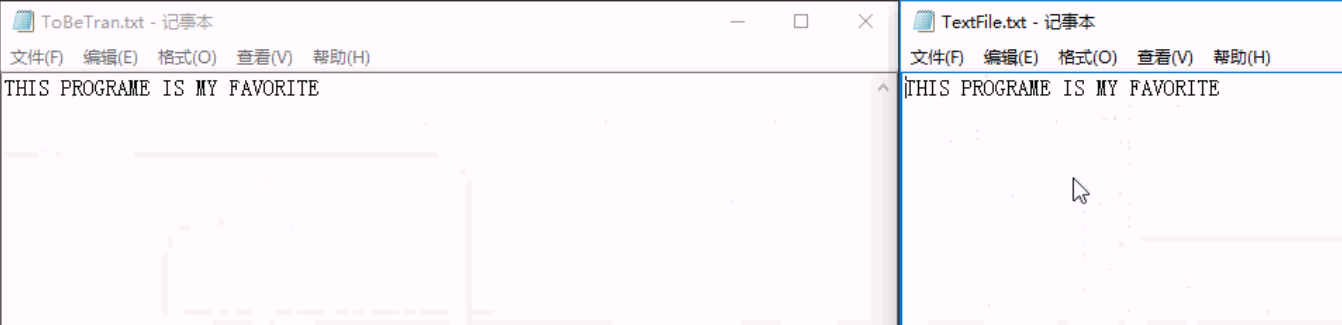 ToBeTran.txt - 记事本
文件(F) 编辑(E) 格式(O) 查看(V) 帮助(H)
THIS PROGRAME IS MY FAVORITE
TextFile.txt - 记事本
文件(F) 编辑(E) 格式(O) 查看(V) 帮助(H)
THIS PROGRAME IS MY FAVORITE